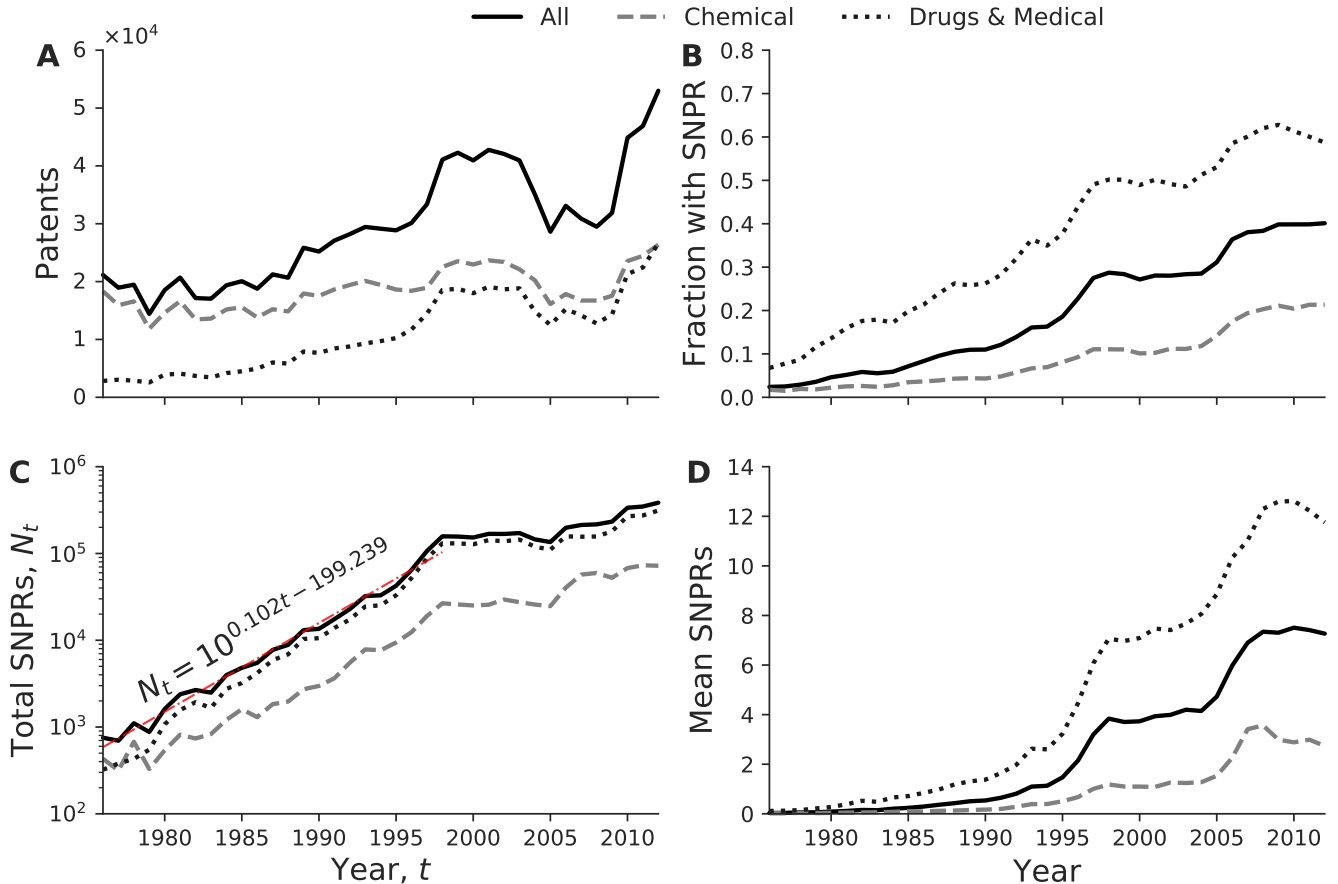 All Chemical Drugs & Medical
A
×10⁴
Patents
6
5
4
3
2
1
0
B
Fraction with SNPR
0.8
0.7
0.6
0.5
0.4
0.3
0.2
0.1
0.0
C
Total SNPRs, Nₜ
10⁶
10⁵
10⁴
10³
10²
Nₜ = 10^0.102t − 199.239
1980 1985 1990 1995 2000 2005 2010
Year, t
D
Mean SNPRs
14
12
10
8
6
4
2
0
1980 1985 1990 1995 2000 2005 2010
Year